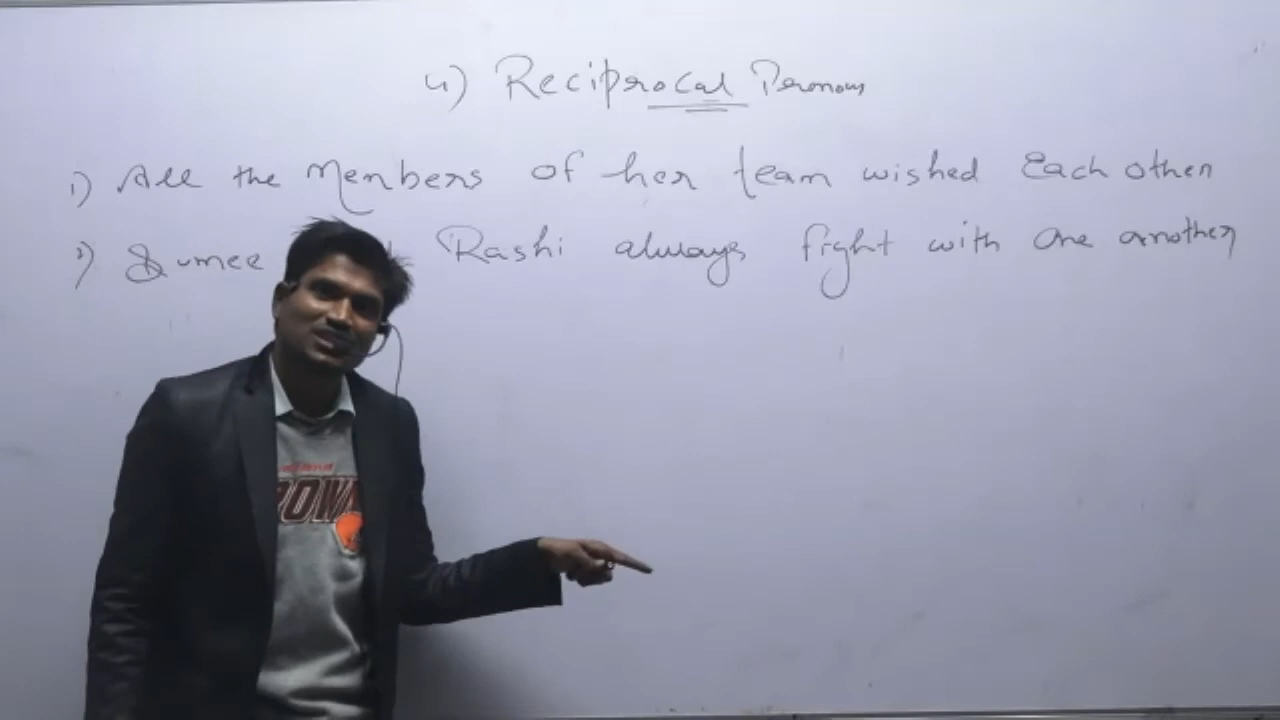 4) Reciprocal Pronoun
1) All the Members of her team wished Each other
2) Rashi always fight with one another
ROWN